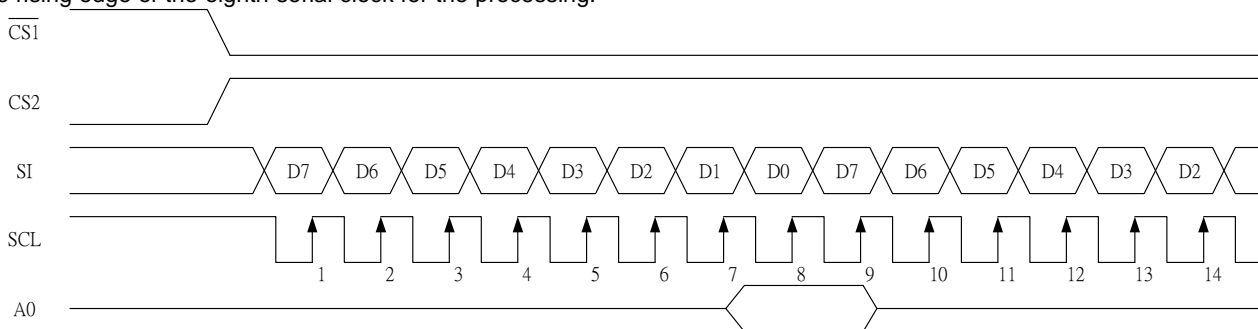 rising edge of the eighth serial clock for the processing.
CS1
CS2
SI D7 D6 D5 D4 D3 D2 D1 D0 D7 D6 D5 D4 D3 D2
SCL
1 2 3 4 5 6 7 8 9 10 11 12 13 14
A0